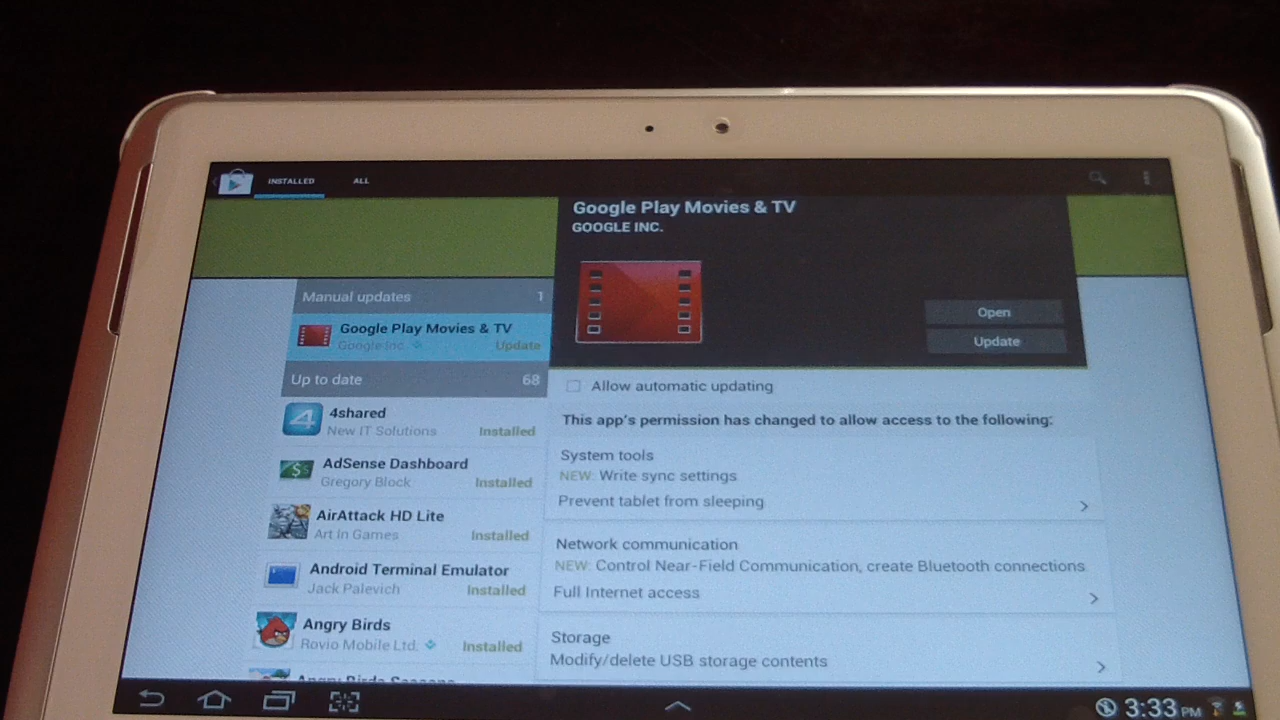 INSTALLED ALL
Google Play Movies & TV
GOOGLE INC.
Open
Update
Manual updates 1
Google Play Movies & TV
Google Inc.
Update
Up to date 68
4shared
New IT Solutions Installed
AdSense Dashboard
Gregory Block Installed
AirAttack HD Lite
Art In Games Installed
Android Terminal Emulator
Jack Palevich Installed
Angry Birds
Rovio Mobile Ltd. Installed
Angry Birds Seasons
Allow automatic updating
This app's permission has changed to allow access to the following:
System tools
NEW: Write sync settings
Prevent tablet from sleeping
Network communication
NEW: Control Near-Field Communication, create Bluetooth connections
Full Internet access
Storage
Modify/delete USB storage contents
3:33 PM